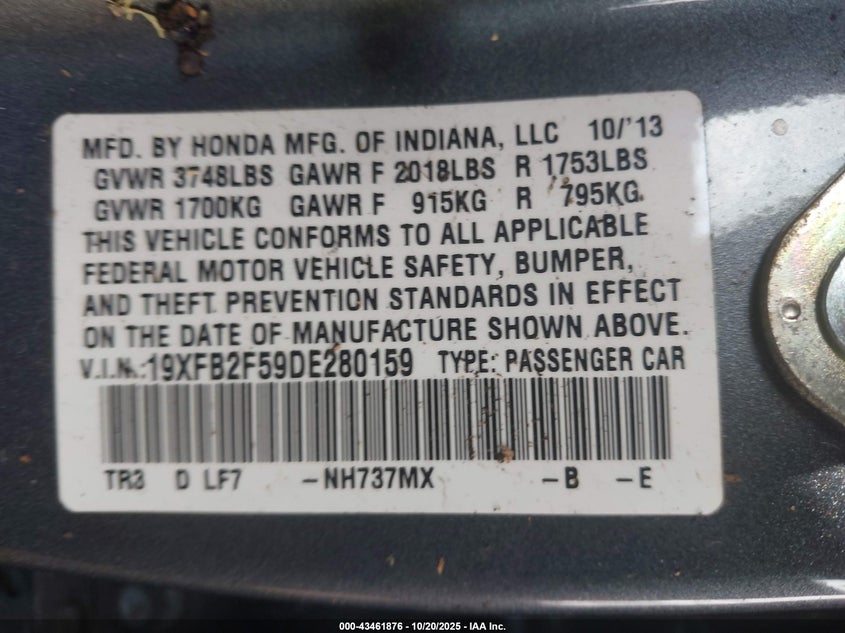 MFD. BY HONDA MFG. OF INDIANA, LLC 10/'13
GVWR 3748LBS GAWR F 2018LBS R 1753LBS
GVWR 1700KG GAWR F 915KG R 795KG
THIS VEHICLE CONFORMS TO ALL APPLICABLE
FEDERAL MOTOR VEHICLE SAFETY, BUMPER,
AND THEFT PREVENTION STANDARDS IN EFFECT
ON THE DATE OF MANUFACTURE SHOWN ABOVE.
V.I.N.:19XFB2F59DE280159 TYPE: PASSENGER CAR
TR3 D LF7 -NH737MX -B -E
000-43461876 - 10/20/2025 - IAA Inc.